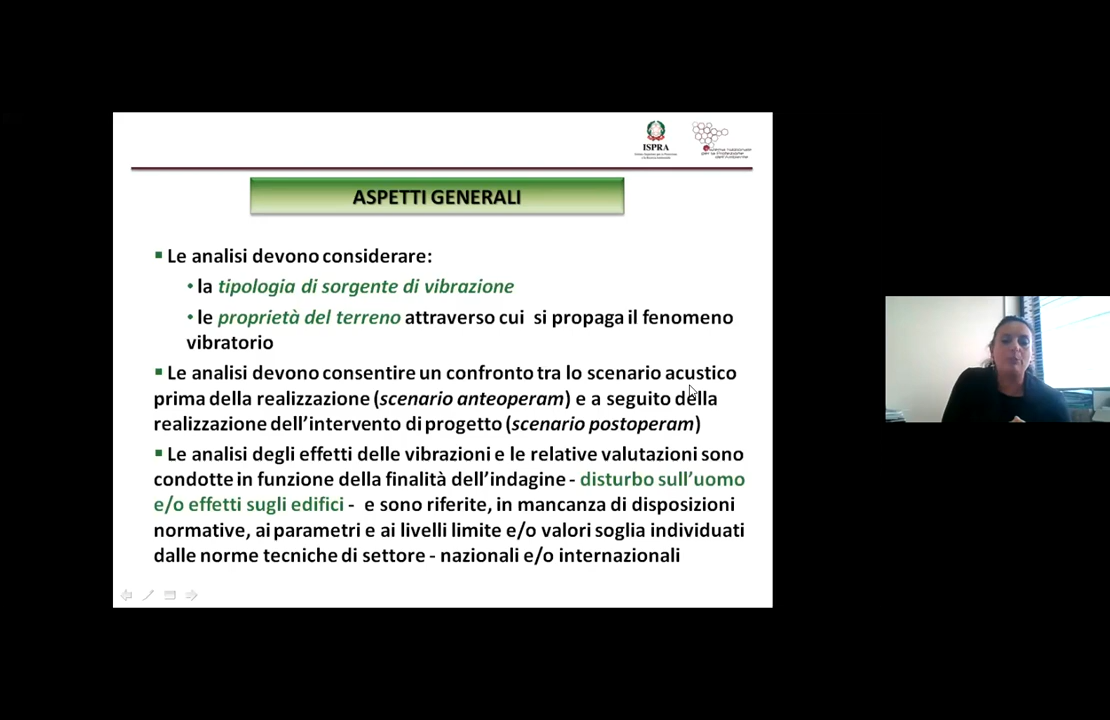 ISPRA
ASPETTI GENERALI
Le analisi devono considerare:
la tipologia di sorgente di vibrazione
le proprietà del terreno attraverso cui si propaga il fenomeno
vibratorio
Le analisi devono consentire un confronto tra lo scenario acustico
prima della realizzazione (scenario anteoperam) e a seguito della
realizzazione dell'intervento di progetto (scenario postoperam)
Le analisi degli effetti delle vibrazioni e le relative valutazioni sono
condotte in funzione della finalità dell'indagine - disturbo sull'uomo
e/o effetti sugli edifici - e sono riferite, in mancanza di disposizioni
normative, ai parametri e ai livelli limite e/o valori soglia individuati
dalle norme tecniche di settore - nazionali e/o internazionali